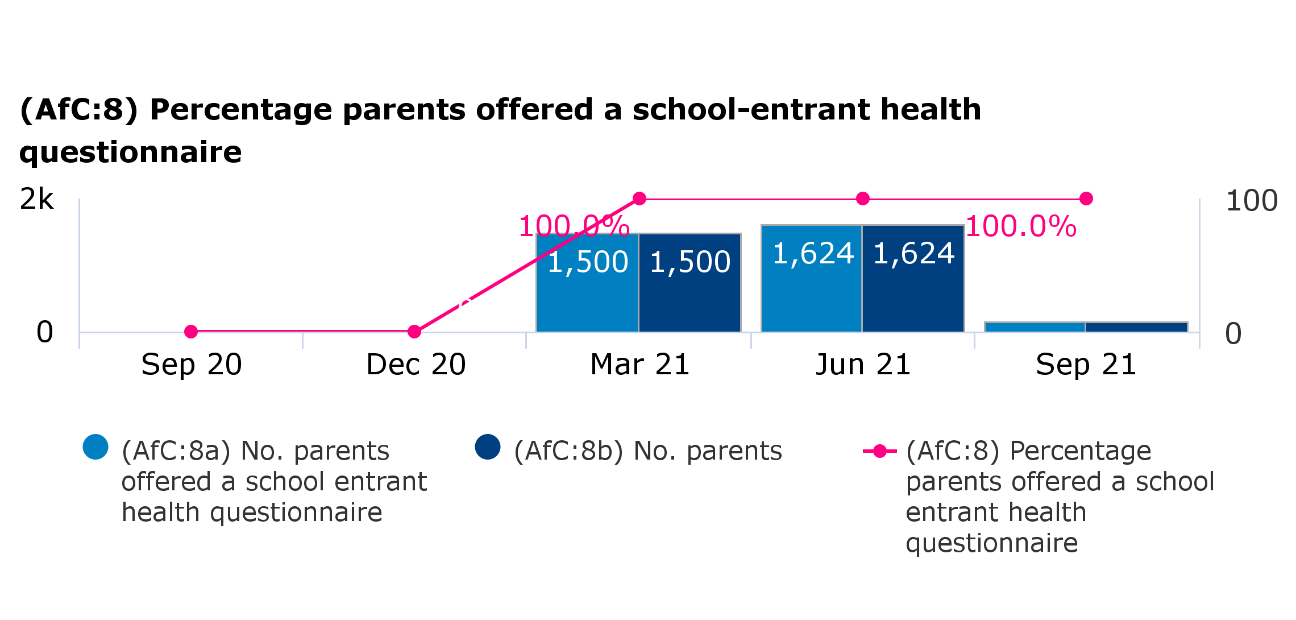 (AfC:8) Percentage parents offered a school-entrant health
questionnaire
2k
100
100.0%
100.0%
1,500
1,500
1,624
1,624
0
0
Sep 20
Dec 20
Mar 21
Jun 21
Sep 21
(AfC:8a) No. parents
offered a school entrant
health questionnaire
(AfC:8b) No. parents
(AfC:8) Percentage
parents offered a school
entrant health
questionnaire